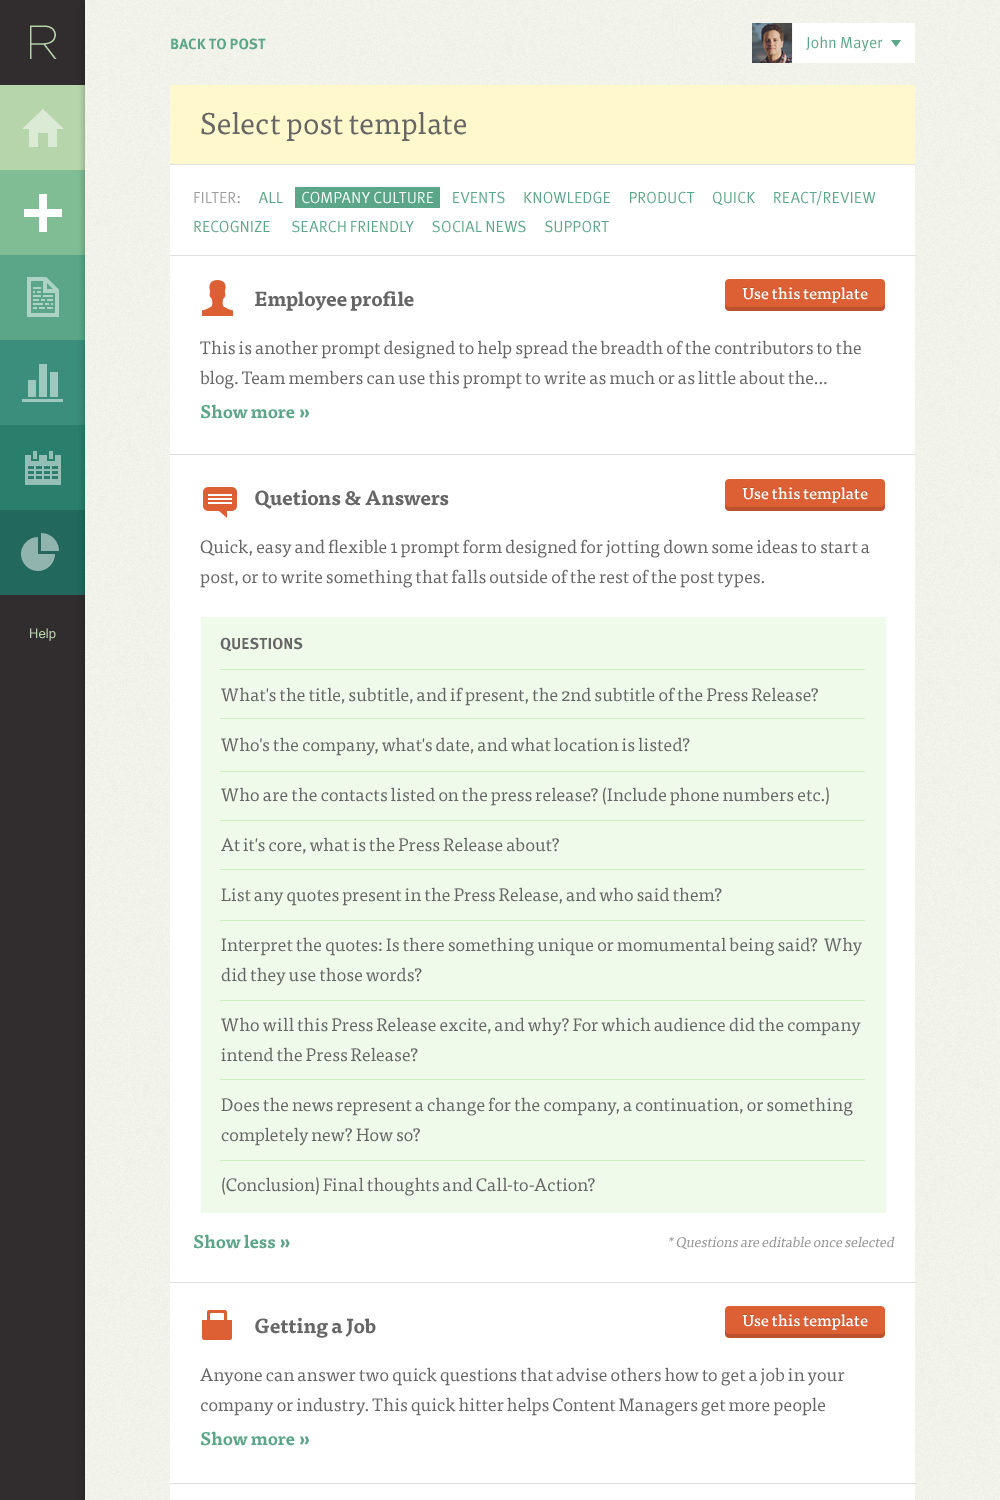 R
BACK TO POST
John Mayer
Select post template
FILTER: ALL COMPANY CULTURE EVENTS KNOWLEDGE PRODUCT QUICK REACT/REVIEW
RECOGNIZE SEARCH FRIENDLY SOCIAL NEWS SUPPORT
Employee profile
Use this template
This is another prompt designed to help spread the breadth of the contributors to the
blog. Team members can use this prompt to write as much or as little about the...
Show more »
Quetions & Answers
Use this template
Quick, easy and flexible 1 prompt form designed for jotting down some ideas to start a
post, or to write something that falls outside of the rest of the post types.
Help
QUESTIONS
What's the title, subtitle, and if present, the 2nd subtitle of the Press Release?
Who's the company, what's date, and what location is listed?
Who are the contacts listed on the press release? (Include phone numbers etc.)
At it's core, what is the Press Release about?
List any quotes present in the Press Release, and who said them?
Interpret the quotes: Is there something unique or momumental being said? Why
did they use those words?
Who will this Press Release excite, and why? For which audience did the company
intend the Press Release?
Does the news represent a change for the company, a continuation, or something
completely new? How so?
(Conclusion) Final thoughts and Call-to-Action?
Show less »
* Questions are editable once selected
Getting a Job
Use this template
Anyone can answer two quick questions that advise others how to get a job in your
company or industry. This quick hitter helps Content Managers get more people
Show more »